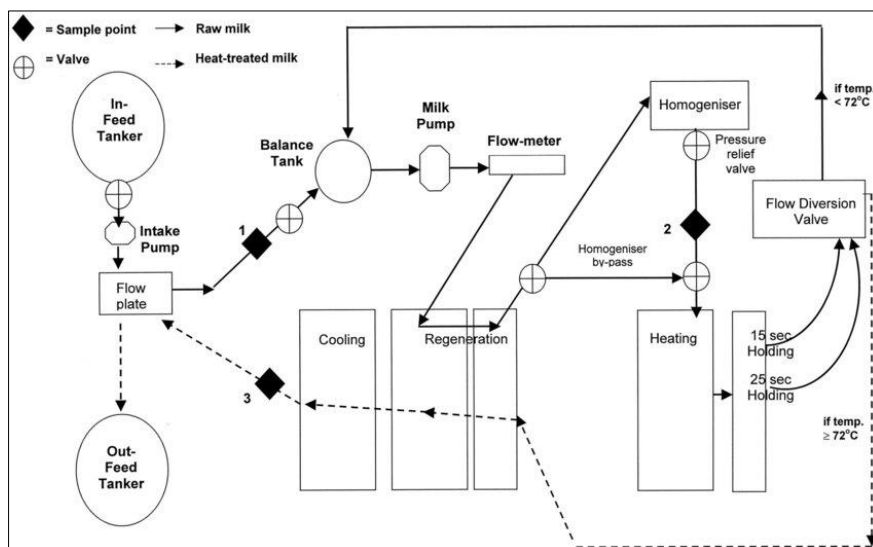 = Sample point
Raw milk
= Valve
Heat-treated milk
In-
Feed
Tanker
Balance
Tank
Milk
Pump
Flow-meter
Homogeniser
if temp.
< 72°C
Pressure
relief
valve
Flow Diversion
Valve
Intake
Pump
1
2
Homogeniser
by-pass
Flow
plate
Cooling
Regeneration
Heating
15 sec
Holding
25 sec
Holding
3
if temp.
≥ 72°C
Out-
Feed
Tanker